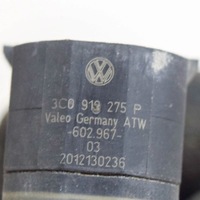 3C0 919 275 P
Valeo Germany ATW
-602.967-
03
2012130236